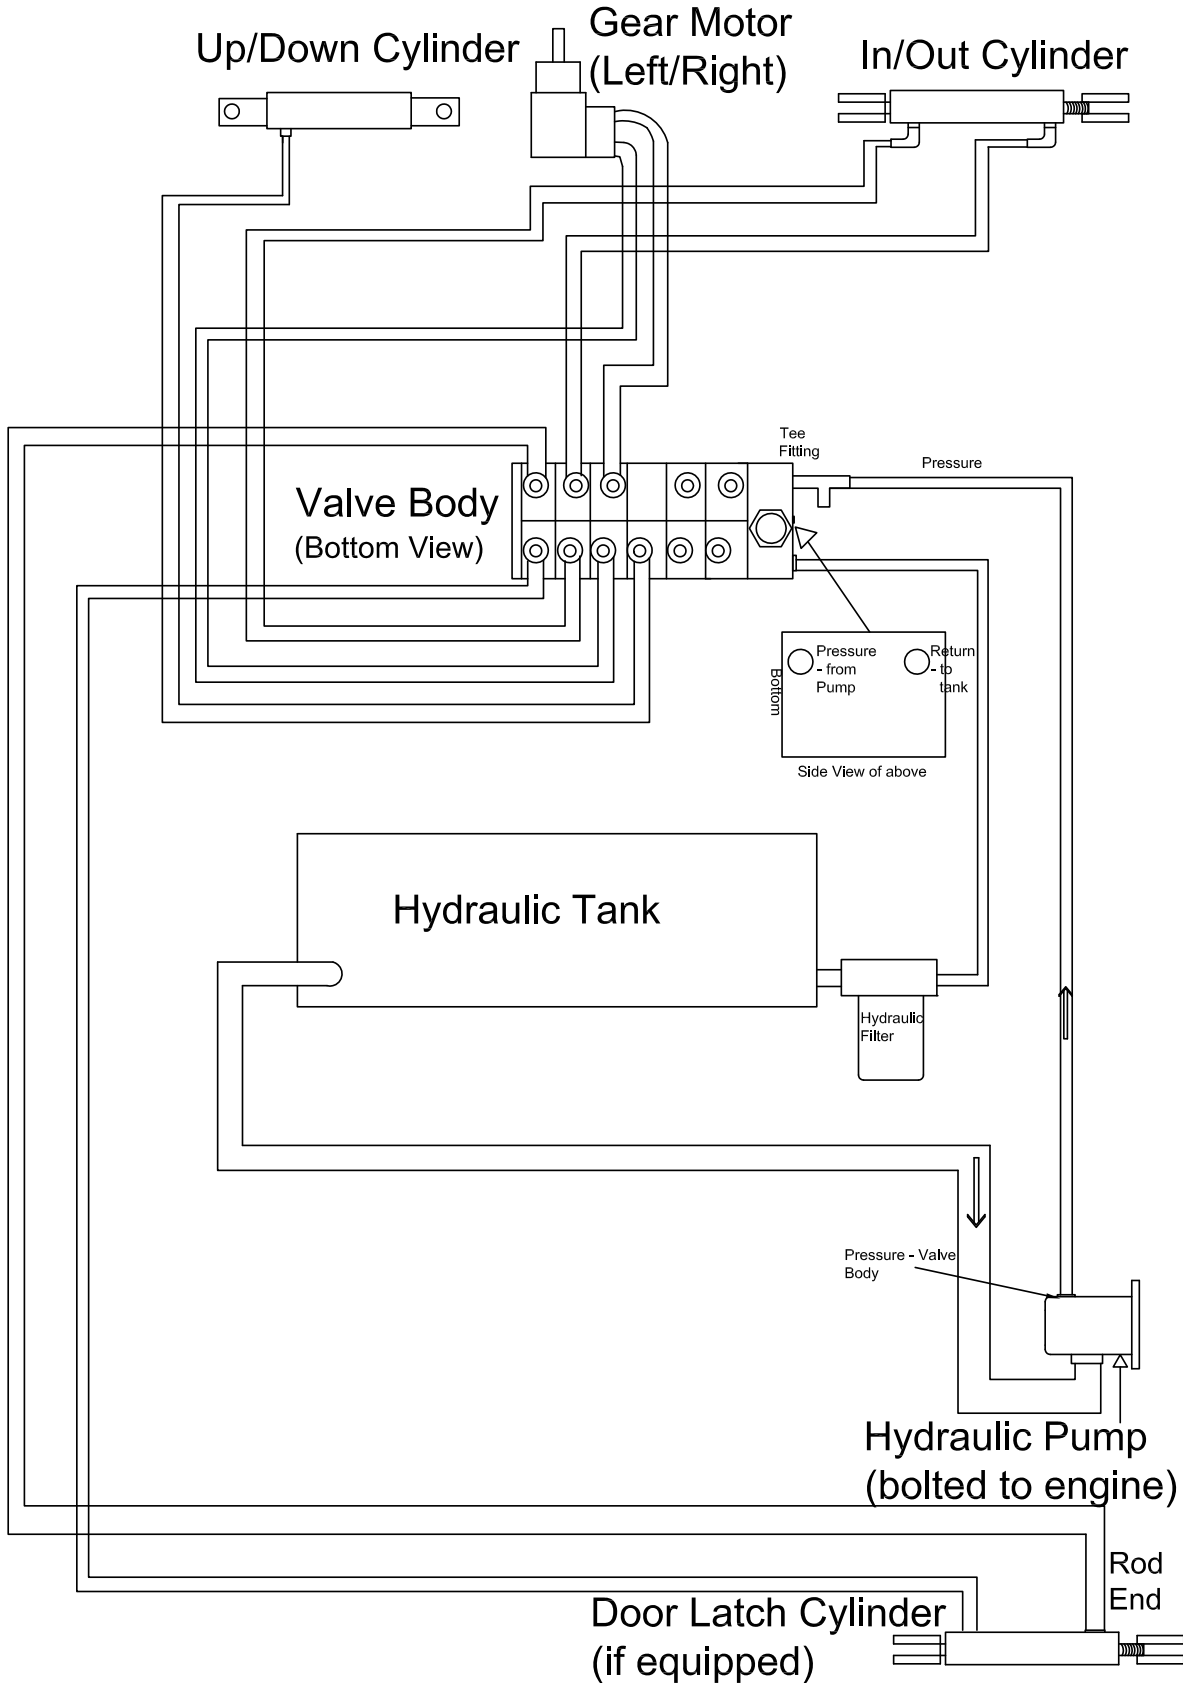 Up/Down Cylinder
Gear Motor
(Left/Right)
In/Out Cylinder
Tee
Fitting
Pressure
Valve Body
(Bottom View)
Pressure
- from
Pump
Return
- to
tank
Bottom
Side View of above
Hydraulic Tank
Hydraulic
Filter
Pressure - Valve
Body
Hydraulic Pump
(bolted to engine)
Rod
End
Door Latch Cylinder
(if equipped)